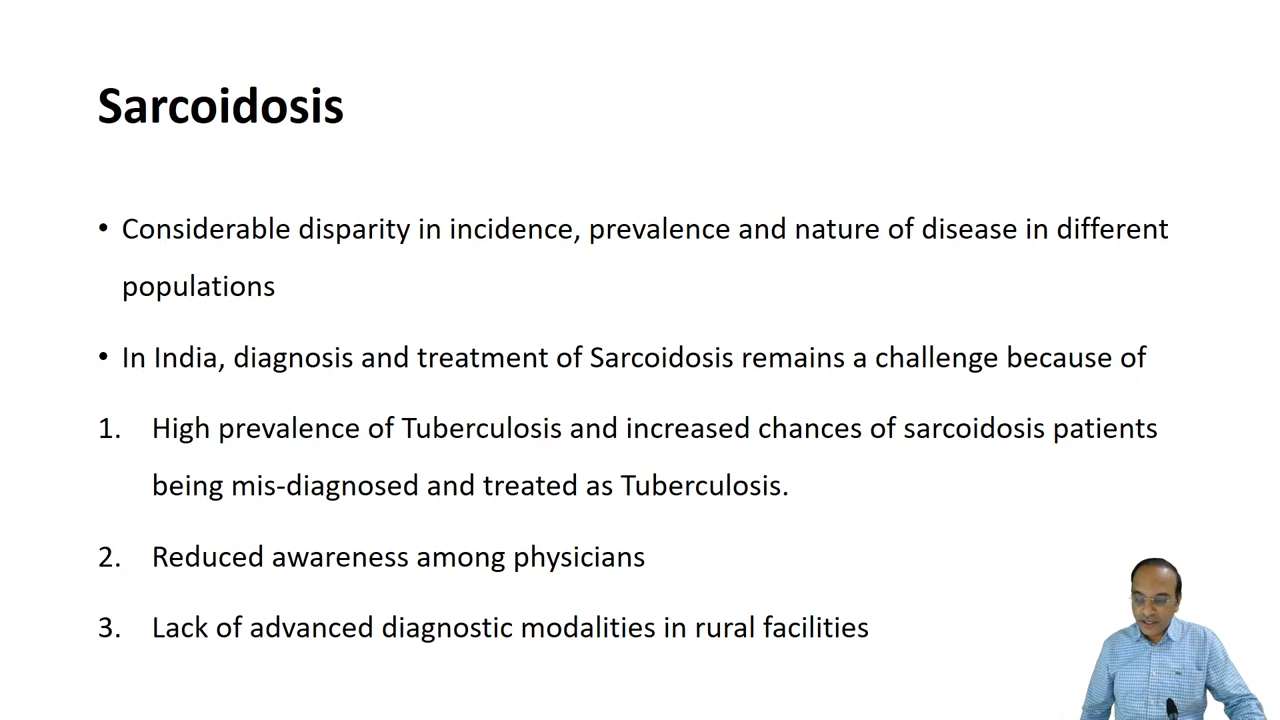 Sarcoidosis
• Considerable disparity in incidence, prevalence and nature of disease in different
populations
• In India, diagnosis and treatment of Sarcoidosis remains a challenge because of
1. High prevalence of Tuberculosis and increased chances of sarcoidosis patients
being mis-diagnosed and treated as Tuberculosis.
2. Reduced awareness among physicians
3. Lack of advanced diagnostic modalities in rural facilities